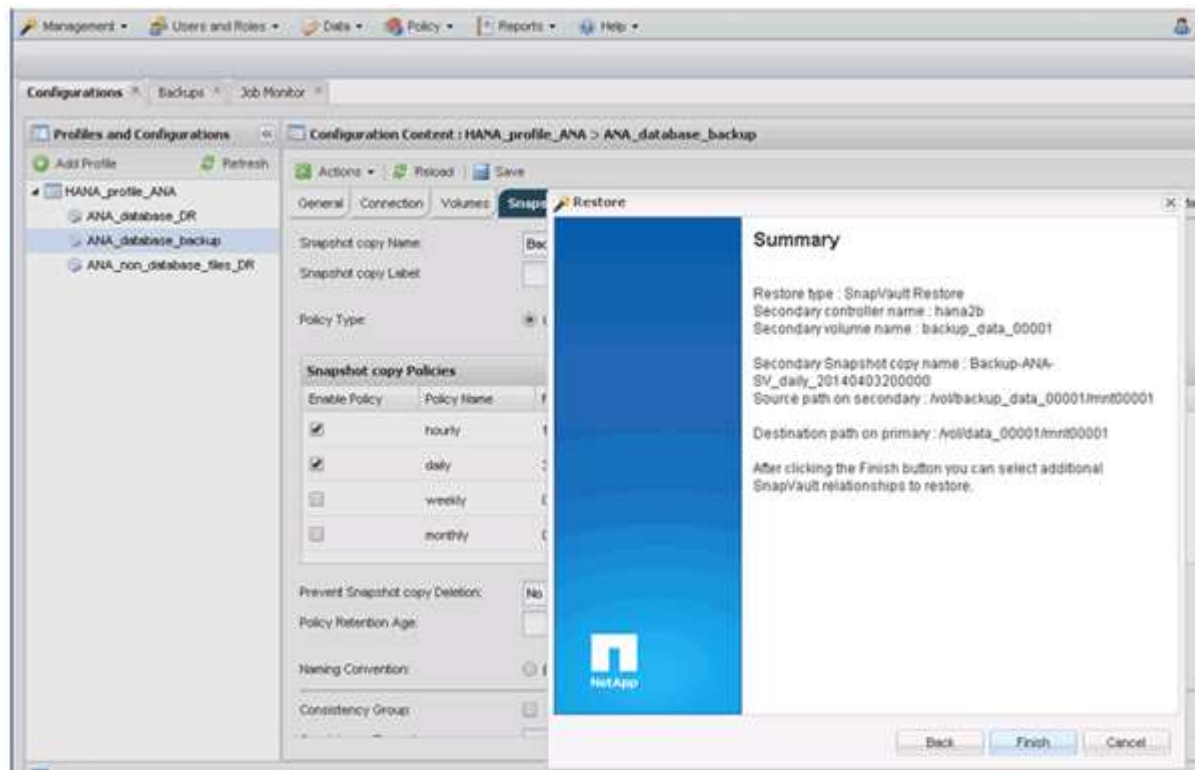 Management Users and Roles Data Policy Reports Help
Configurations Backups Job Monitor
Profiles and Configurations
Add Profile Refresh
HANA_profile_ANA
ANA_database_DR
ANA_database_backup
ANA_non_database_files_DR
Configuration Content : HANA_profile_ANA > ANA_database_backup
Actions Reload Save
General Connection Volumes Snaps
Snapshot copy Name:
Snapshot copy Label:
Policy Type:
Snapshot copy Policies
Enable Policy Policy Name
hourly
daily
weekly
monthly
Prevent Snapshot copy Deletion: No
Policy Retention Age:
Naming Convention:
Consistency Group:
Restore
Summary
Restore type : SnapVault Restore
Secondary controller name : hana2b
Secondary volume name : backup_data_00001
Secondary Snapshot copy name : Backup-ANA-
SV_daily_20140403200000
Source path on secondary : /vol/backup_data_00001/mnt00001
Destination path on primary : /vol/data_00001/mnt00001
After clicking the Finish button you can select additional
SnapVault relationships to restore.
NetApp
Back Finish Cancel